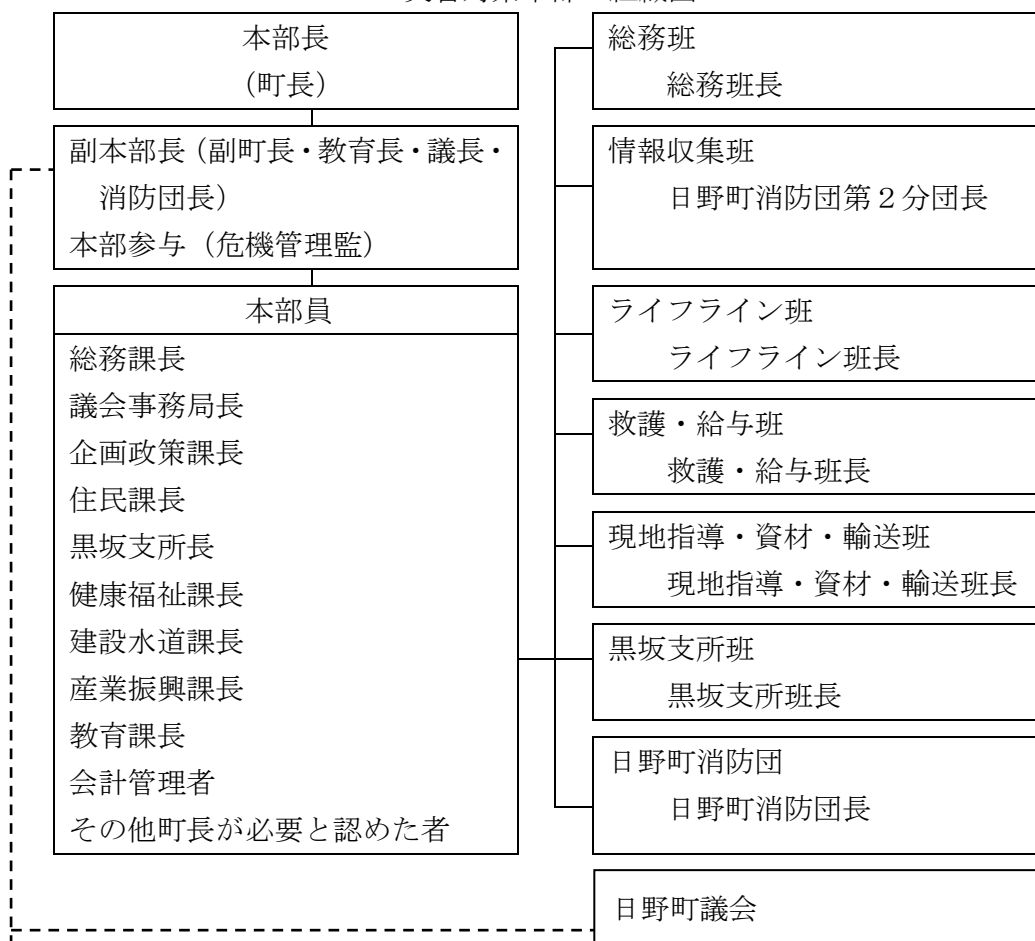 本部長
(町長)
副本部長(副町長・教育長・議長・
消防団長)
本部参与(危機管理監)
本部員
総務課長
議会事務局長
企画政策課長
住民課長
黒坂支所長
健康福祉課長
建設水道課長
産業振興課長
教育課長
会計管理者
その他町長が必要と認めた者
総務班
総務班長
情報収集班
日野町消防団第2分団長
ライフライン班
ライフライン班長
救護・給与班
救護・給与班長
現地指導・資材・輸送班
現地指導・資材・輸送班長
黒坂支所班
黒坂支所班長
日野町消防団
日野町消防団長
日野町議会